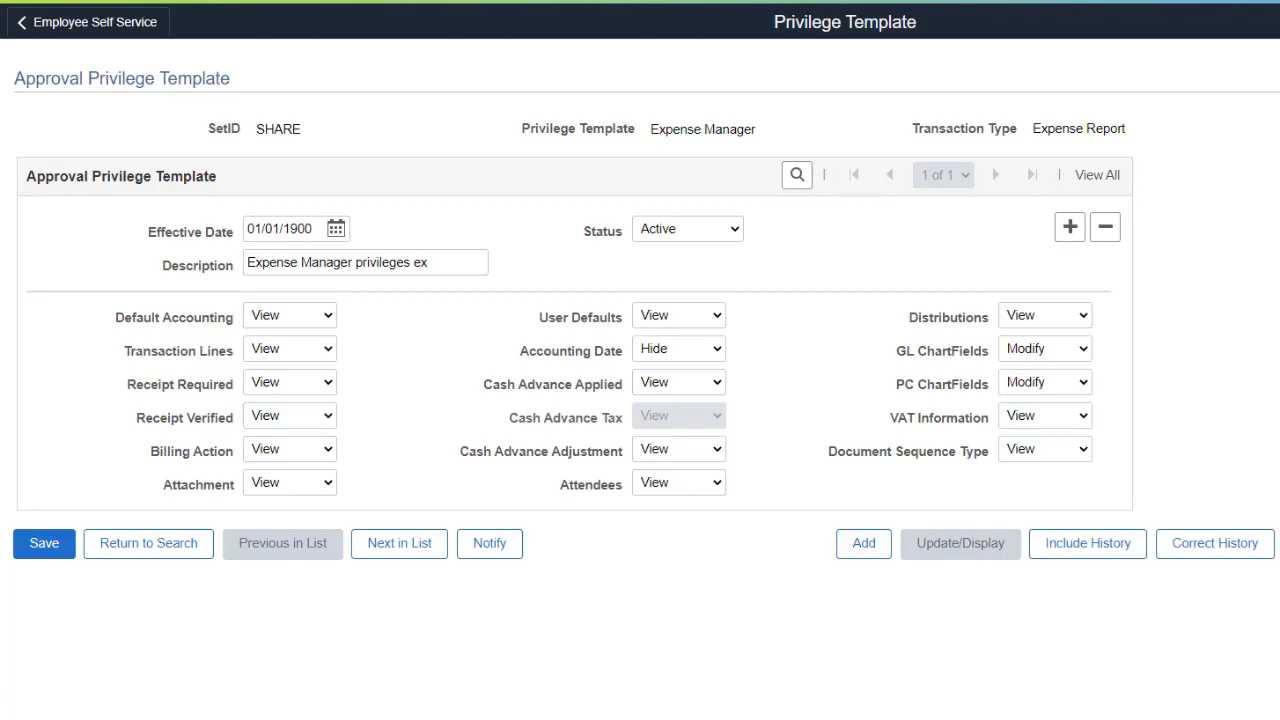 Employee Self Service
Privilege Template
Approval Privilege Template
SetID SHARE Privilege Template Expense Manager Transaction Type Expense Report
Approval Privilege Template 1 of 1 View All
Effective Date 01/01/1900 Status Active
Description Expense Manager privileges ex
Default Accounting View User Defaults View Distributions View
Transaction Lines View Accounting Date Hide GL ChartFields Modify
Receipt Required View Cash Advance Applied View PC ChartFields Modify
Receipt Verified View Cash Advance Tax View VAT Information View
Billing Action View Cash Advance Adjustment View Document Sequence Type View
Attachment View Attendees View
Save Return to Search Previous in List Next in List Notify Add Update/Display Include History Correct History